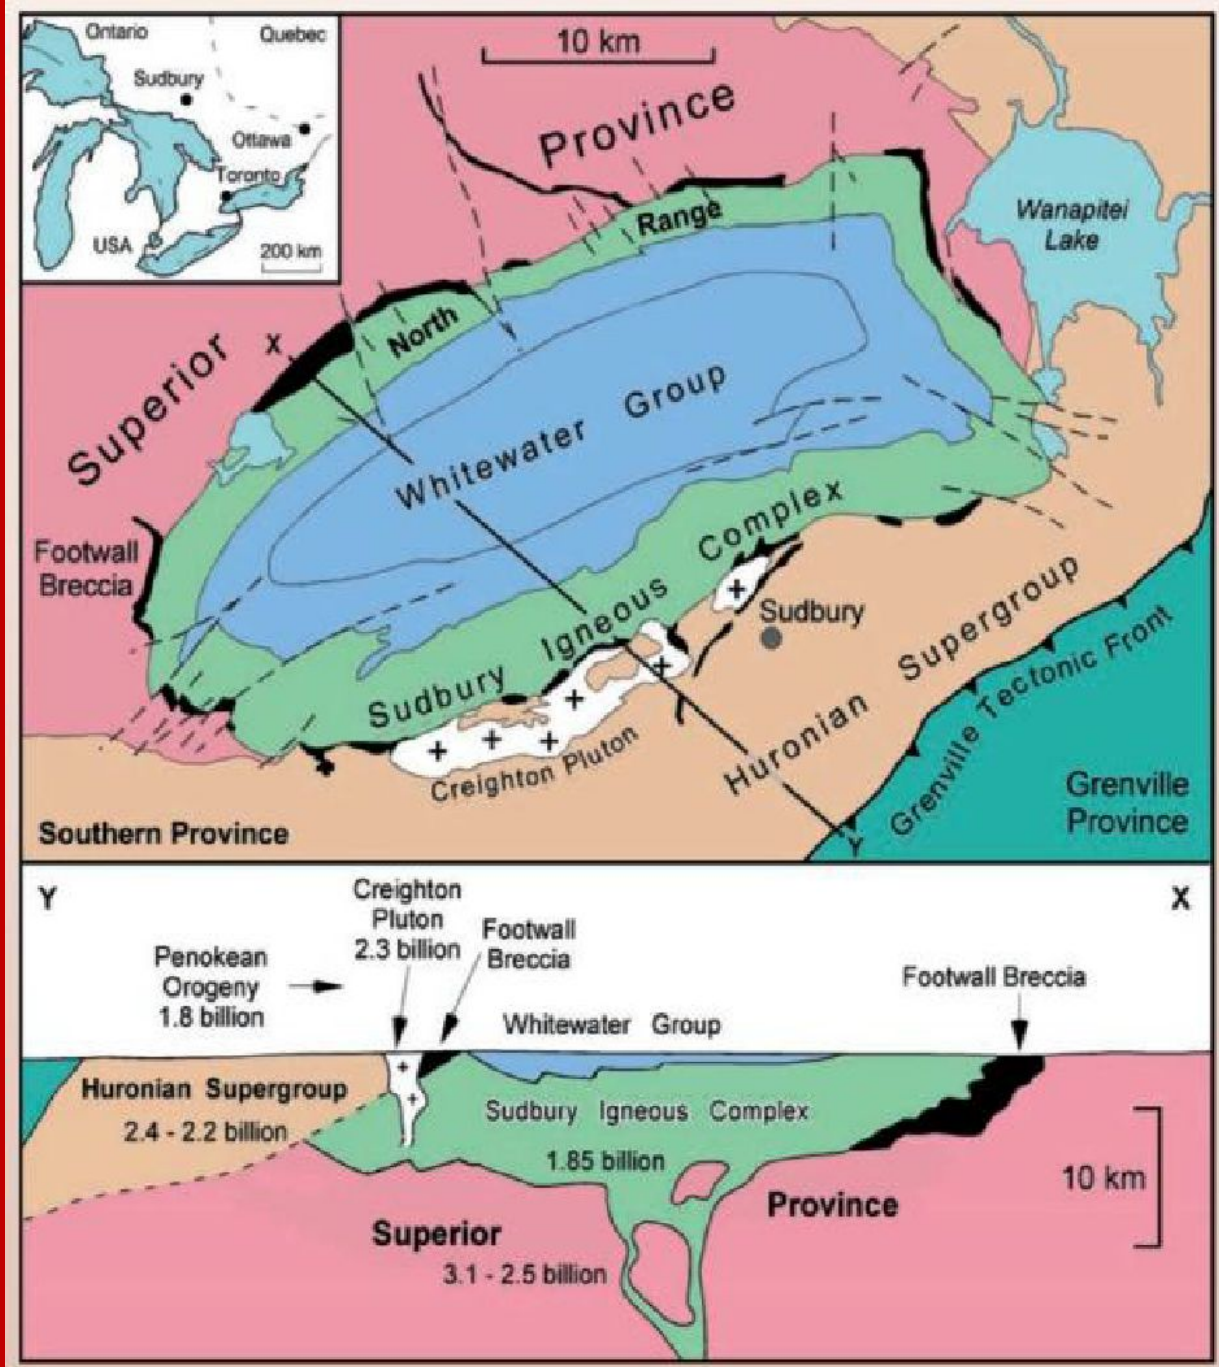 Ontario
Quebec
Sudbury
Ottawa
Toronto
USA
200 km
10 km
Superior Province
North Range
Wanapitei
Lake
X
Whitewater Group
Footwall
Breccia
Sudbury Igneous Complex
Sudbury
Creighton Pluton
Huronian Supergroup
Grenville Tectonic Front
Grenville
Province
Southern Province
Y
Y
X
Creighton
Pluton
2.3 billion
Footwall
Breccia
Penokean
Orogeny
1.8 billion
Footwall Breccia
Whitewater Group
Huronian Supergroup
2.4 - 2.2 billion
Sudbury Igneous Complex
1.85 billion
10 km
Superior Province
3.1 - 2.5 billion